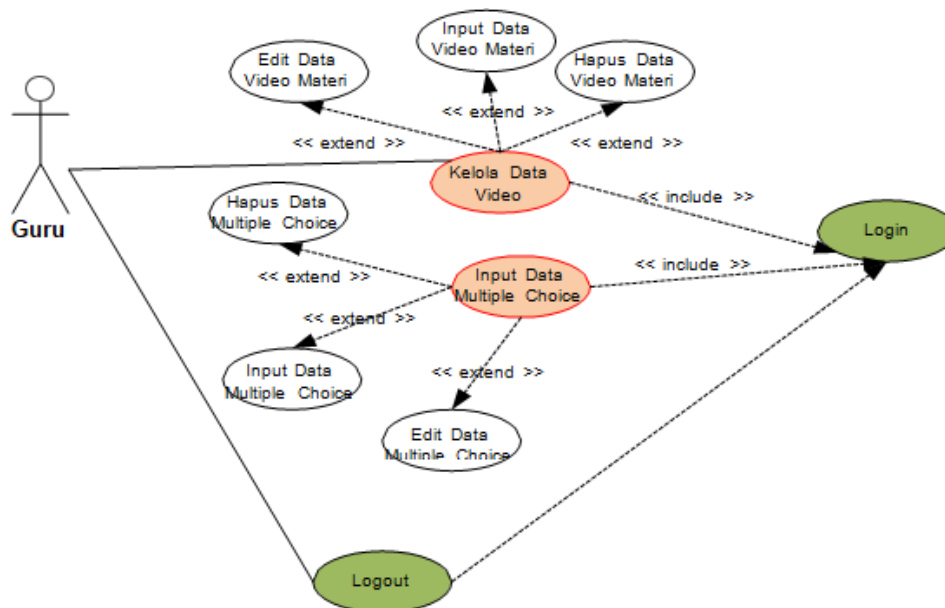 Input Data
Video Materi
Edit Data
Video Materi
Hapus Data
Video Materi
<< extend >>
<< extend >>
<< extend >>
Kelola Data
Video
<< include >>
Guru
Hapus Data
Multiple Choice
Login
<< extend >>
Input Data
Multiple Choice
<< include >>
<< extend >>
Input Data
Multiple Choice
<< extend >>
Edit Data
Multiple Choice
Logout